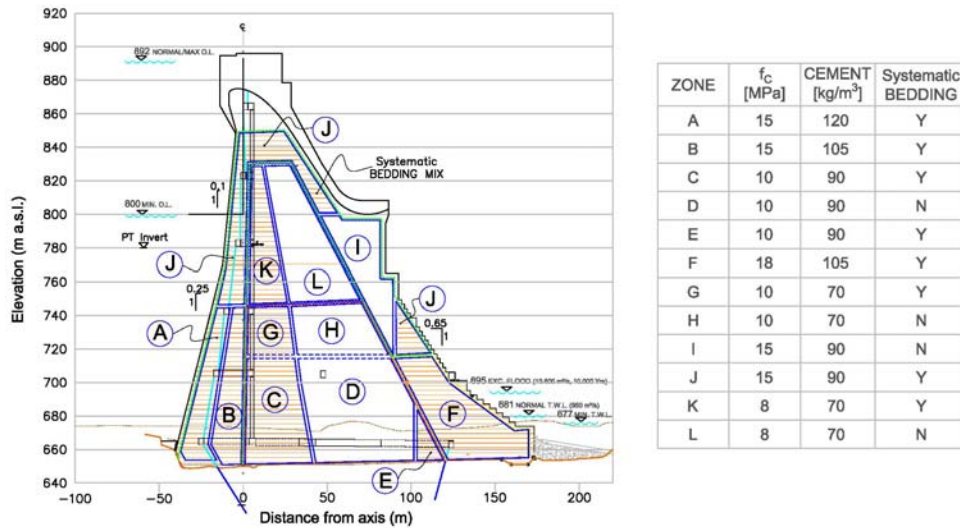 920
900
880
860
840
820
800
780
760
740
720
700
680
660
640
Elevation (m a.s.l.)
−100
−50
0
50
100
150
200
Distance from axis (m)
℄
892 NORMAL/MAX O.L.
800 MIN. O.L.
PT Invert
0,1
1
0,25
1
0,65
1
J
Systematic
BEDDING MIX
I
J
K
L
J
A
G
H
B
C
D
F
E
695 EXC. FLOOD
681 NORMAL T.W.L.
677 MIN. T.W.L.
ZONE fc [MPa] CEMENT [kg/m³] Systematic BEDDING
A 15 120 Y
B 15 105 Y
C 10 90 Y
D 10 90 N
E 10 90 Y
F 18 105 Y
G 10 70 Y
H 10 70 N
I 15 90 N
J 15 90 Y
K 8 70 Y
L 8 70 N